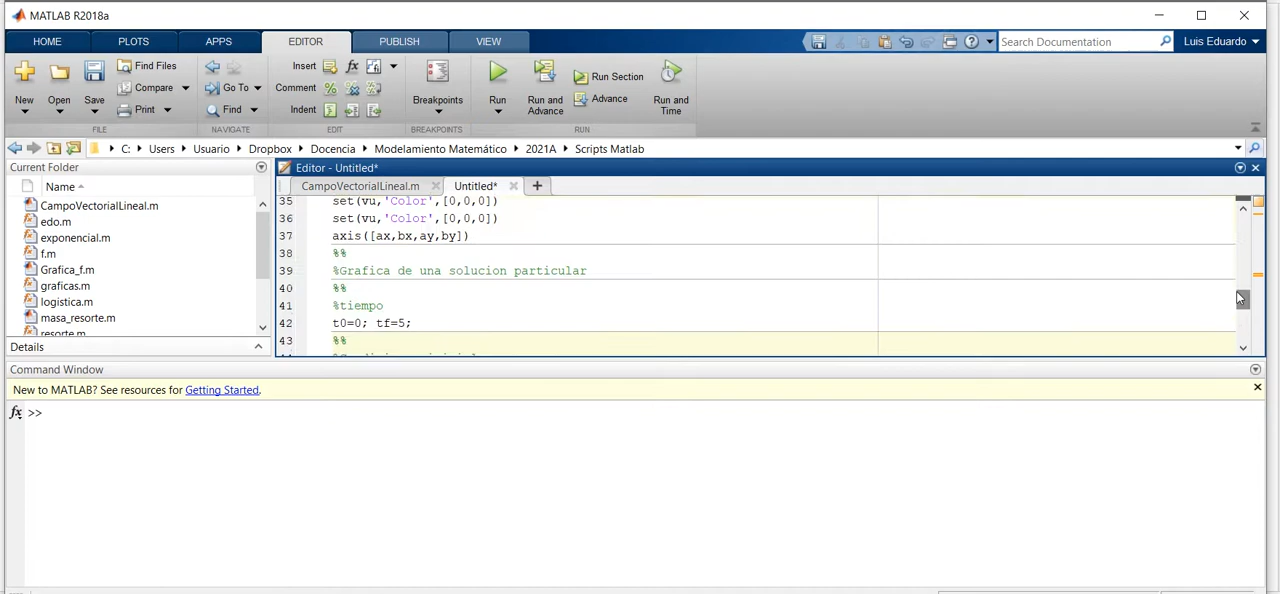 MATLAB R2018a
HOME PLOTS APPS EDITOR PUBLISH VIEW Search Documentation Luis Eduardo
New Open Save Find Files Compare Print Go To Find Insert Comment Indent Breakpoints Run Run and Advance Run Section Advance Run and Time
FILE NAVIGATE EDIT BREAKPOINTS RUN
C: Users Usuario Dropbox Docencia Modelamiento Matemático 2021A Scripts Matlab
Current Folder
Name
CampoVectorialLineal.m
edo.m
exponencial.m
f.m
Grafica_f.m
graficas.m
logistica.m
masa_resorte.m
resorte.m
Details
Editor - Untitled*
CampoVectorialLineal.m Untitled*
35 set(vu,'Color',[0,0,0])
36 set(vu,'Color',[0,0,0])
37 axis([ax,bx,ay,by])
38 %%
39 %Grafica de una solucion particular
40 %%
41 %tiempo
42 t0=0; tf=5;
43 %%
Command Window
New to MATLAB? See resources for Getting Started.
fx >>